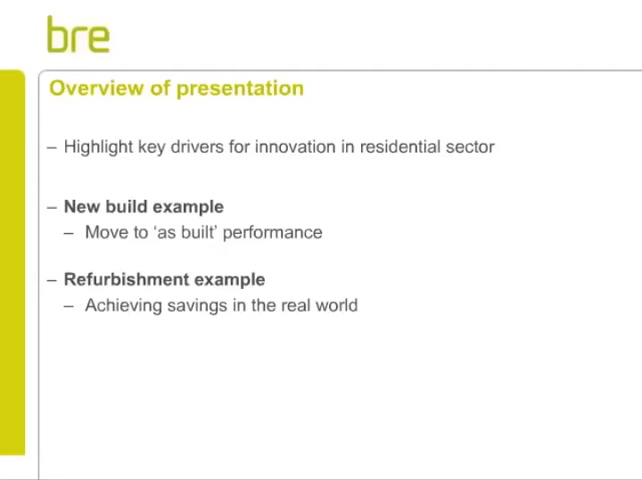 bre
Overview of presentation
– Highlight key drivers for innovation in residential sector
– New build example
– Move to ‘as built’ performance
– Refurbishment example
– Achieving savings in the real world